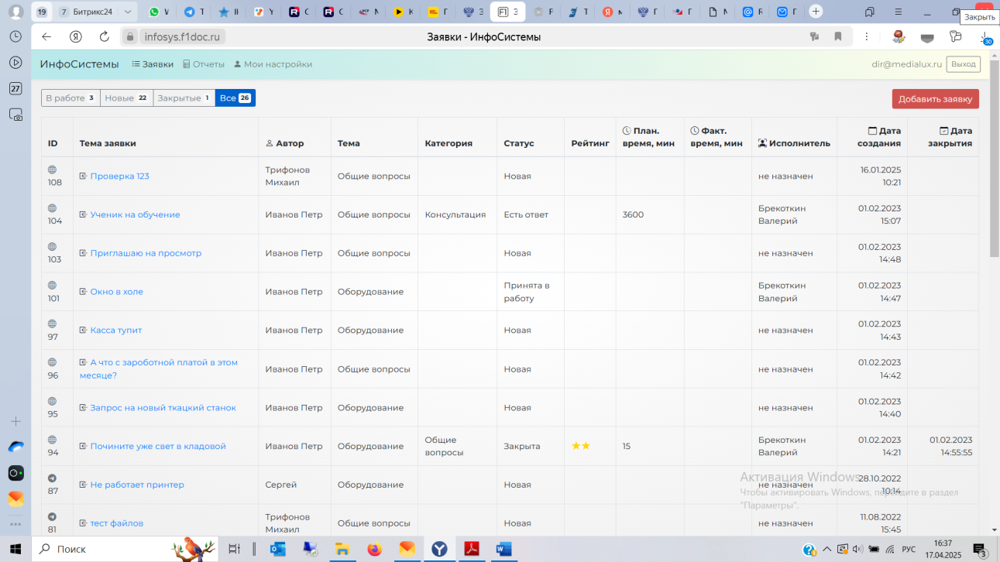 19
7 Битрикс24
Закрыть
infosys.f1doc.ru
Заявки - ИнфоСистемы
30
27
ИнфоСистемы Заявки Отчеты Мои настройки dir@medialux.ru Выход
В работе 3 Новые 22 Закрытые 1 Все 26 Добавить заявку
ID Тема заявки Автор Тема Категория Статус Рейтинг План. время, мин Факт. время, мин Исполнитель Дата создания Дата закрытия
108 Проверка 123 Трифонов Михаил Общие вопросы Новая не назначен 16.01.2025 10:21
104 Ученик на обучение Иванов Петр Общие вопросы Консультация Есть ответ 3600 Брекоткин Валерий 01.02.2023 15:07
103 Приглашаю на просмотр Иванов Петр Общие вопросы Новая не назначен 01.02.2023 14:48
101 Окно в холе Иванов Петр Оборудование Принята в работу Брекоткин Валерий 01.02.2023 14:47
97 Касса тупит Иванов Петр Оборудование Новая не назначен 01.02.2023 14:43
96 А что с зароботной платой в этом месяце? Иванов Петр Общие вопросы Новая не назначен 01.02.2023 14:42
95 Запрос на новый ткацкий станок Иванов Петр Оборудование Новая не назначен 01.02.2023 14:40
94 Почините уже свет в кладовой Иванов Петр Оборудование Общие вопросы Закрыта 15 Брекоткин Валерий 01.02.2023 14:21 01.02.2023 14:55:55
87 Не работает принтер Сергей Оборудование Новая не назначен 28.10.2022 10:14
81 тест файлов Трифонов Михаил Общие вопросы Новая не назначен 11.08.2022 15:45
Активация Windows
Чтобы активировать Windows, перейдите в раздел
"Параметры".
Поиск
РУС
16:37
17.04.2025
3